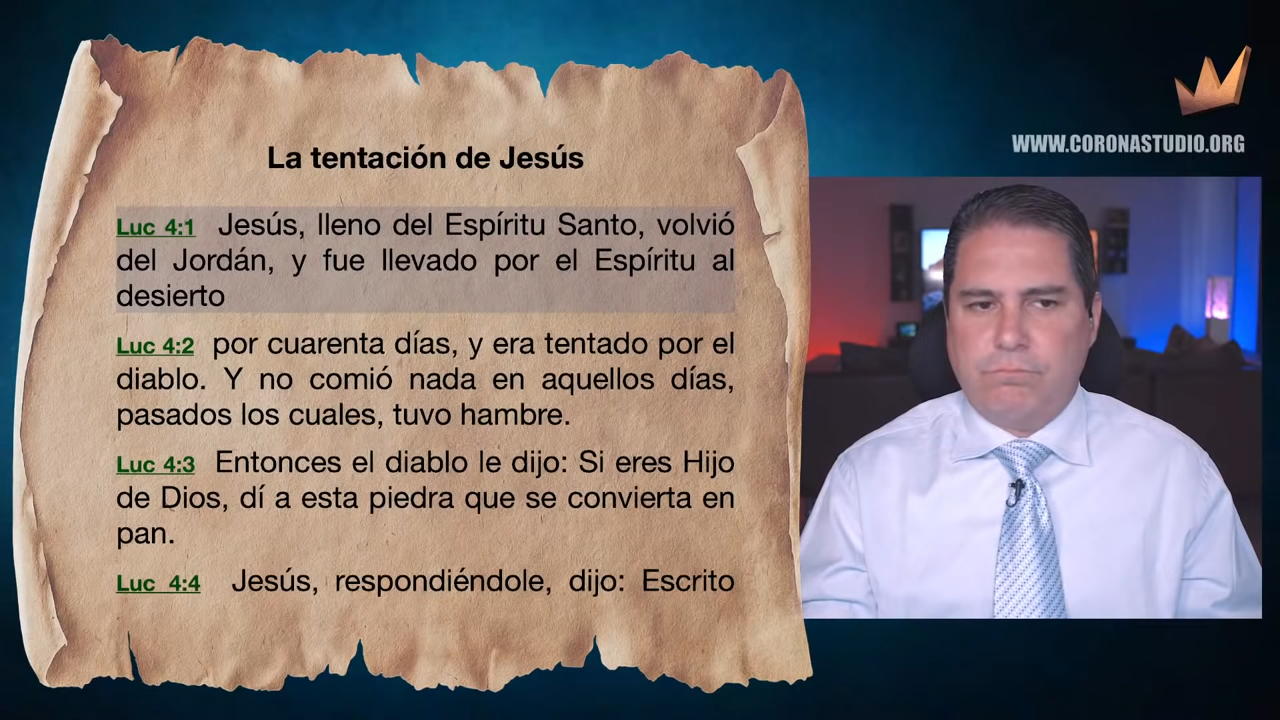 La tentación de Jesús
Luc 4:1 Jesús, lleno del Espíritu Santo, volvió
del Jordán, y fue llevado por el Espíritu al
desierto
Luc 4:2 por cuarenta días, y era tentado por el
diablo. Y no comió nada en aquellos días,
pasados los cuales, tuvo hambre.
Luc 4:3 Entonces el diablo le dijo: Si eres Hijo
de Dios, dí a esta piedra que se convierta en
pan.
Luc 4:4 Jesús, respondiéndole, dijo: Escrito
WWW.CORONASTUDIO.ORG